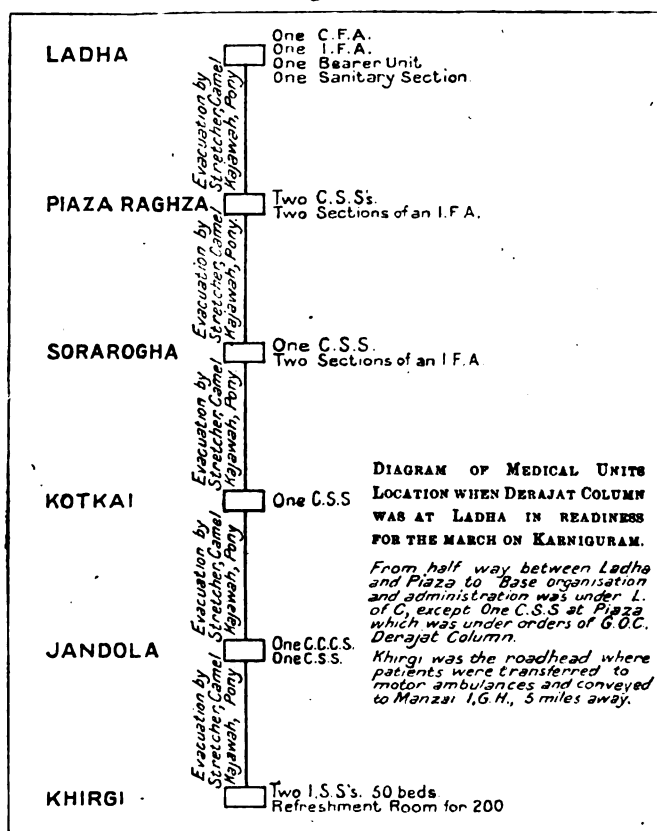 LADHA
One C.F.A.
One I.F.A.
One Bearer Unit
One Sanitary Section
Evacuation by
Stretcher, Camel
Kajawah, Pony
PIAZA RAGHZA
Two C.S.S's.
Two Sections of an I.F.A.
Evacuation by
Stretcher, Camel
Kajawah, Pony.
SORAROGHA
One C.S.S.
Two Sections of an I F.A
Evacuation by
Stretcher, Camel
Kajawah, Pony.
KOTKAI
One C.S.S
Evacuation by
Stretcher, Camel
Kajawah, Pony.
JANDOLA
One C.C.C.S.
One C.S.S.
Evacuation by
Stretcher, Camel
Kajawah, Pony
KHIRGI
Two I.S.S's. 50 beds
Refreshment Room for 200
DIAGRAM OF MEDICAL UNITS
LOCATION WHEN DERAJAT COLUMN
WAS AT LADHA IN READINESS
FOR THE MARCH ON KARNIGURAM.
From half way between Ladha
and Piaza to Base organisation
and administration was under L.
of C, except One C.S.S at Piaza
which was under orders of G.O.C.
Derajat Column.
Khirgi was the roadhead where
patients were transferred to
motor ambulances and conveyed
to Manzai I,G.H., 5 miles away.